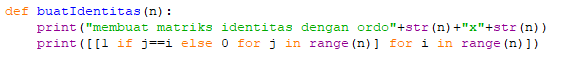 def buatIdentitas(n):
    print("membuat matriks identitas dengan ordo"+str(n)+"x"+str(n))
    print([[1 if j==i else 0 for j in range(n)] for i in range(n)])